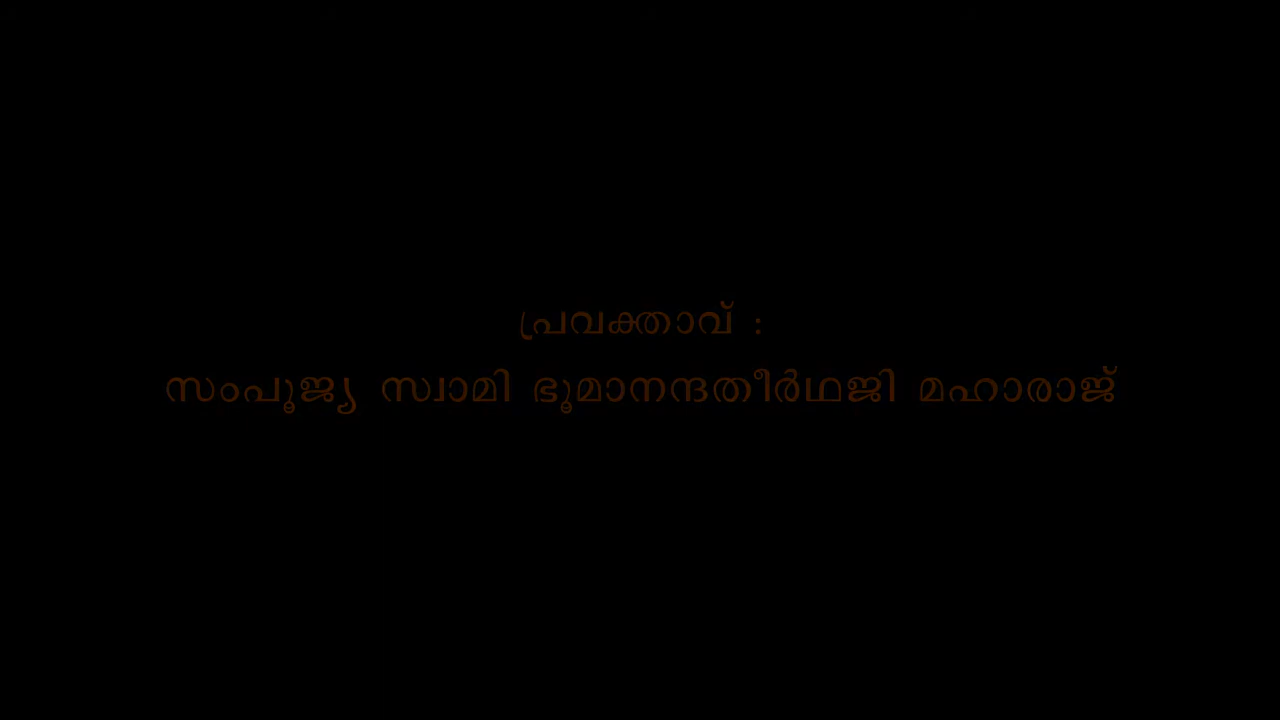 പ്രവക്താവ് :
സംപൂജ്യ സ്വാമി ഭൂമാനന്ദതീർഥജി മഹാരാജ്